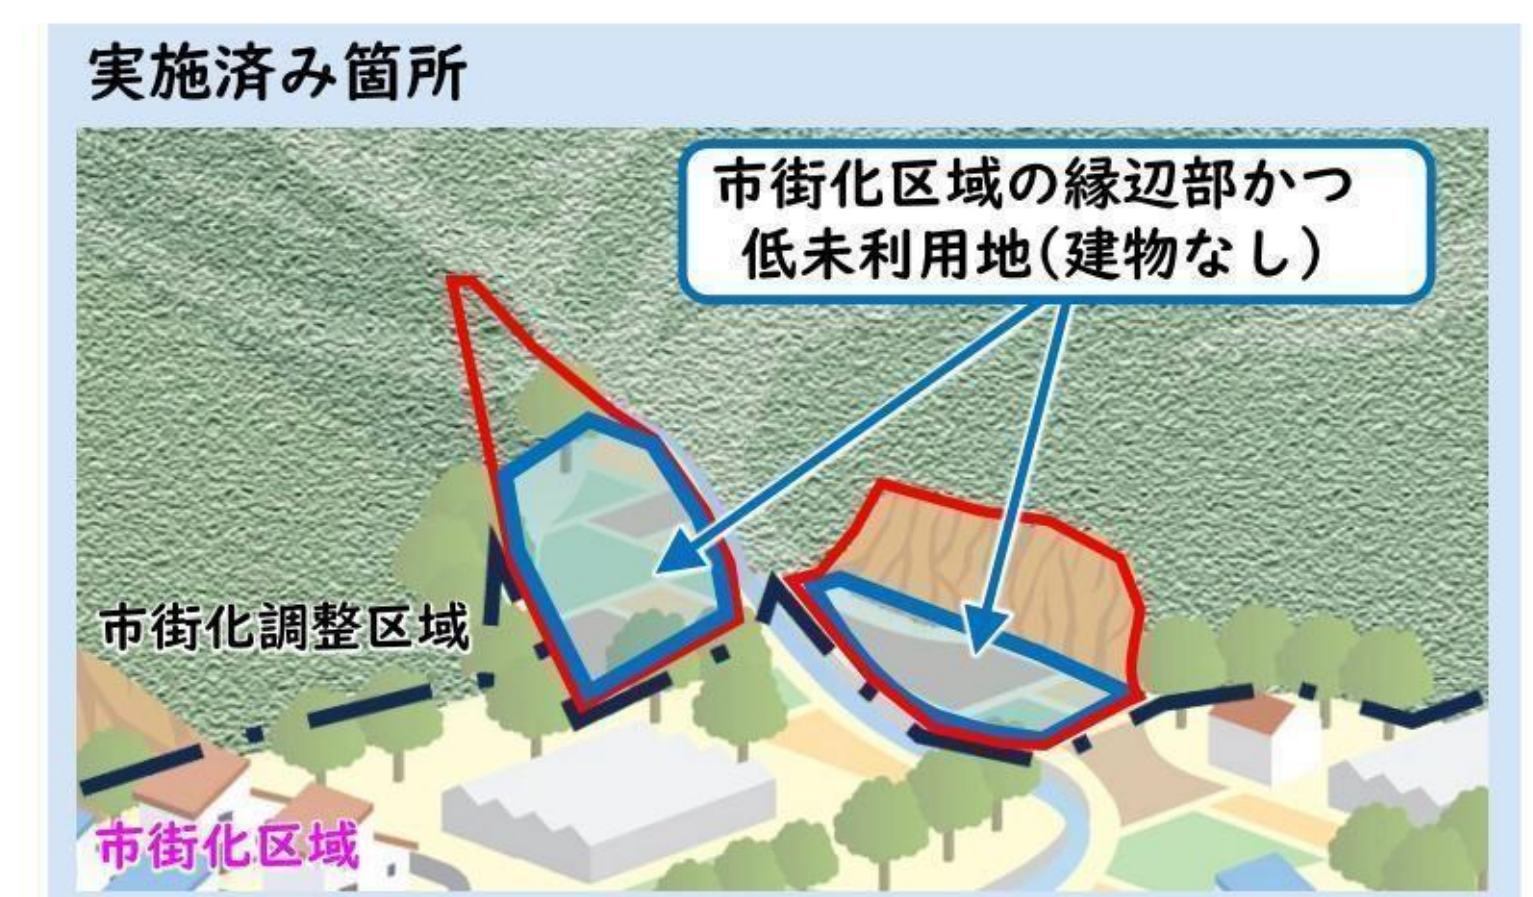 実施済み箇所
市街化区域の縁辺部かつ
低未利用地(建物なし)
市街化調整区域
市街化区域